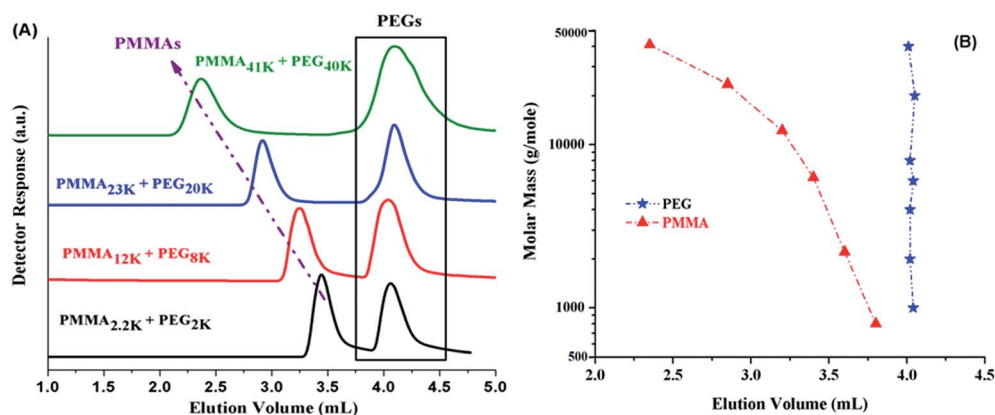 (A)
PEGs
PMMAs
PMMA41K + PEG40K
PMMA23K + PEG20K
PMMA12K + PEG8K
PMMA2.2K + PEG2K
Detector Response (a.u.)
1.0 1.5 2.0 2.5 3.0 3.5 4.0 4.5 5.0
Elution Volume (mL)
(B)
50000
10000
1000
500
Molar Mass (g/mole)
PEG
PMMA
2.0 2.5 3.0 3.5 4.0 4.5
Elution Volume (mL)